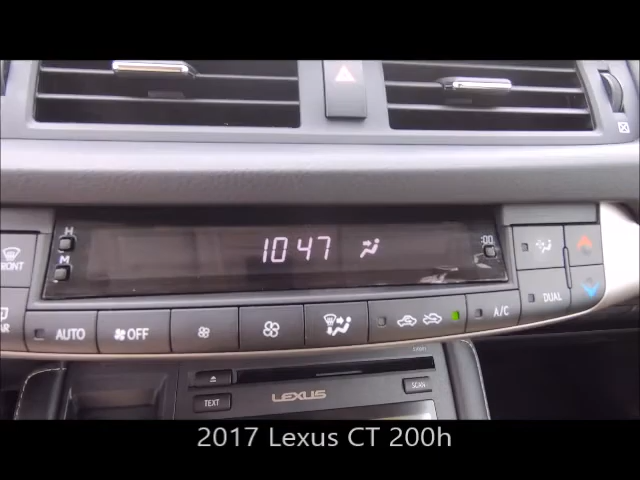 H
10 47
:00
M
FRONT
AUTO
OFF
A/C
DUAL
LEXUS
TEXT
SCAN
2017 Lexus CT 200h